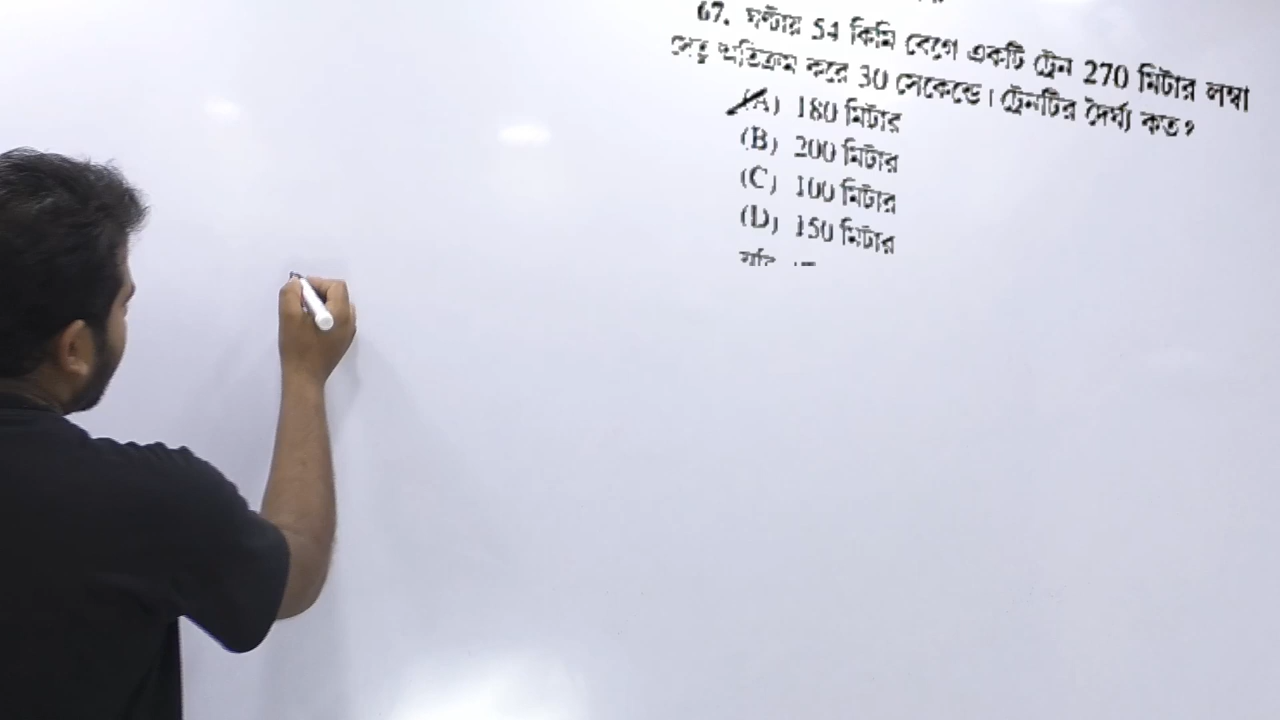 67. ঘন্টায় 54 কিমি বেগে একটি ট্রেন 270 মিটার লম্বা
সেতু অতিক্রম করে 30 সেকেন্ডে। ট্রেনটির দৈর্ঘ্য কত?
(A) 180 মিটার
(B) 200 মিটার
(C) 100 মিটার
(D) 150 মিটার